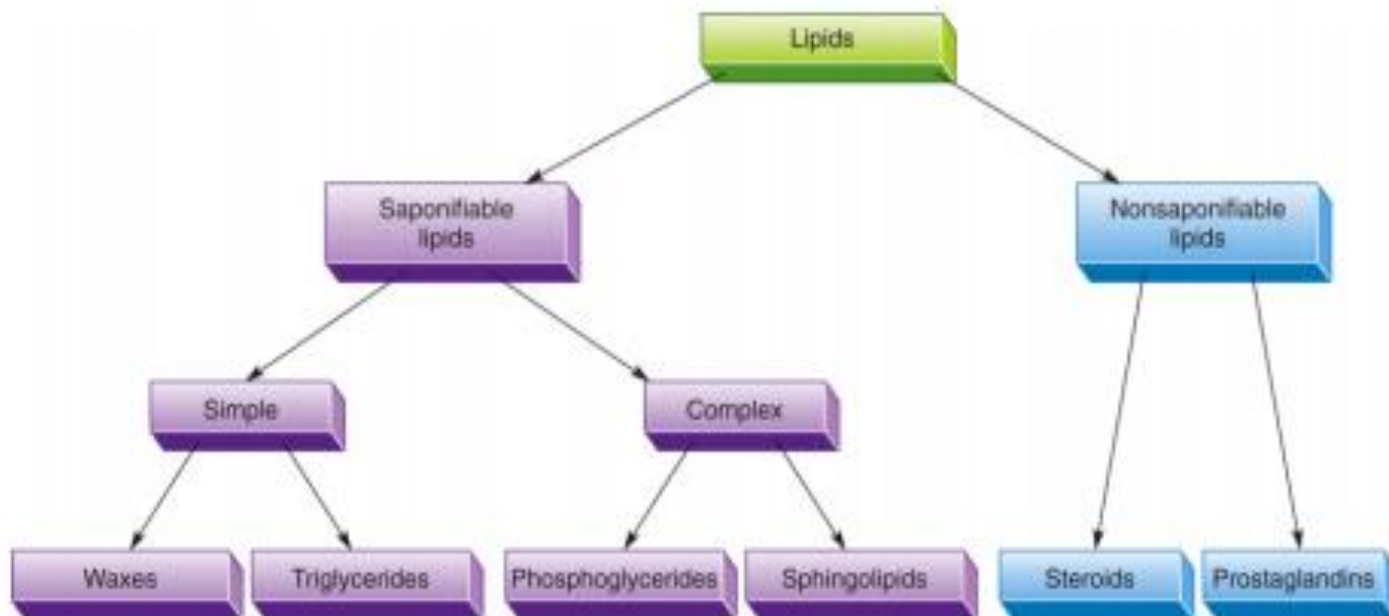 Lipids
Saponifiable
lipids
Nonsaponifiable
lipids
Simple
Complex
Waxes
Triglycerides
Phosphoglycerides
Sphingolipids
Steroids
Prostaglandins